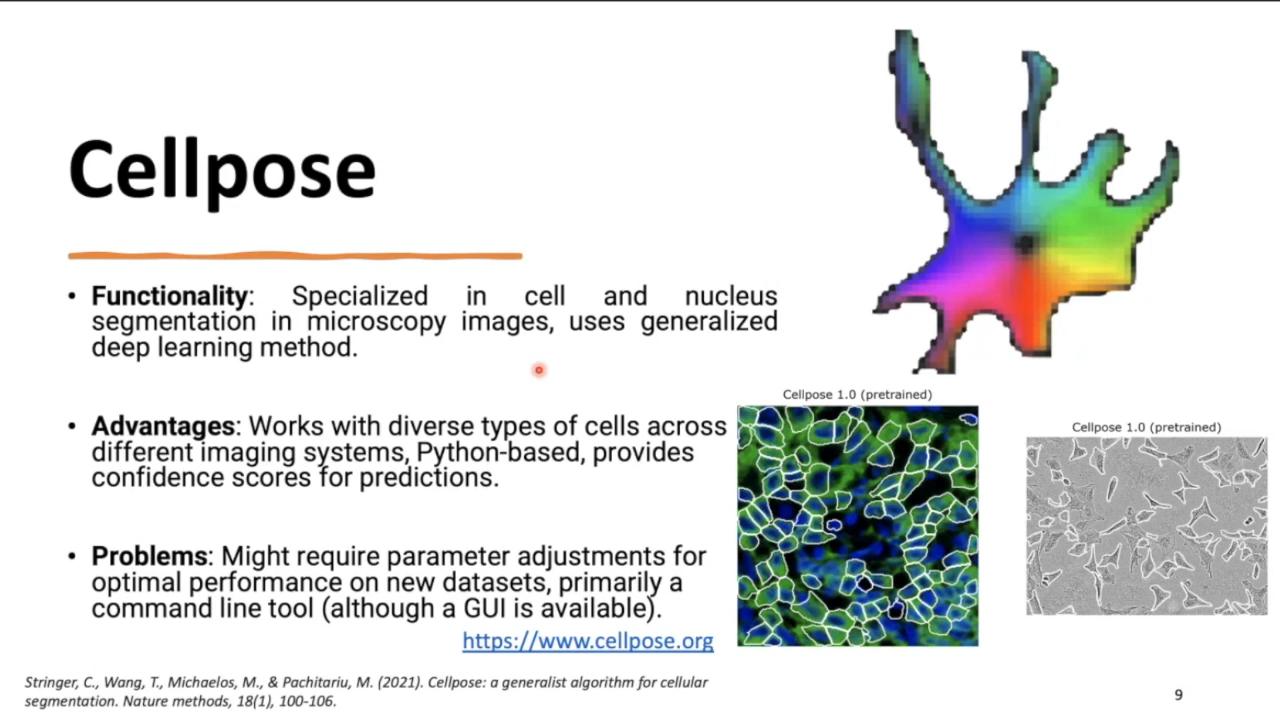 Cellpose
• Functionality: Specialized in cell and nucleus
segmentation in microscopy images, uses generalized
deep learning method.
• Advantages: Works with diverse types of cells across
different imaging systems, Python-based, provides
confidence scores for predictions.
• Problems: Might require parameter adjustments for
optimal performance on new datasets, primarily a
command line tool (although a GUI is available).
https://www.cellpose.org
Cellpose 1.0 (pretrained)
Cellpose 1.0 (pretrained)
Stringer, C., Wang, T., Michaelos, M., & Pachitariu, M. (2021). Cellpose: a generalist algorithm for cellular
segmentation. Nature methods, 18(1), 100-106.
9